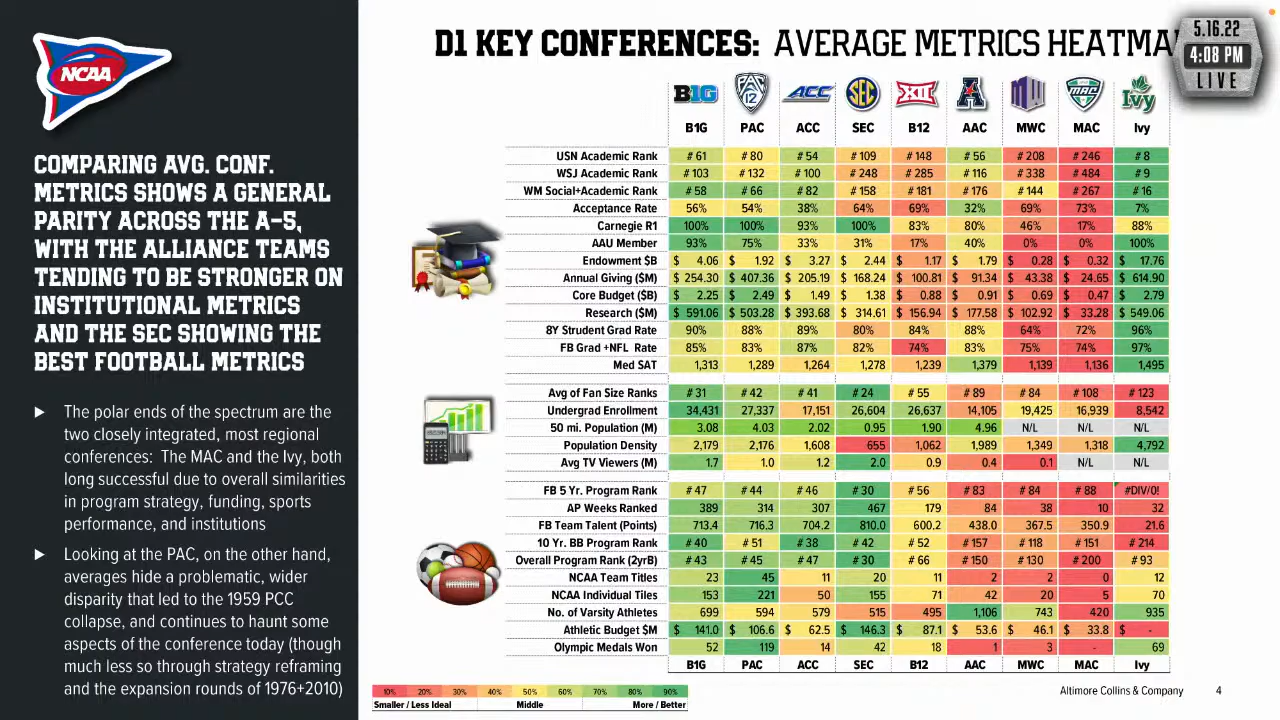 D1 KEY CONFERENCES: AVERAGE METRICS HEATMA
5.16.22
4:08 PM
LIVE
NCAA
COMPARING AVG. CONF.
METRICS SHOWS A GENERAL
PARITY ACROSS THE A-5,
WITH THE ALLIANCE TEAMS
TENDING TO BE STRONGER ON
INSTITUTIONAL METRICS
AND THE SEC SHOWING THE
BEST FOOTBALL METRICS
▶ The polar ends of the spectrum are the
two closely integrated, most regional
conferences: The MAC and the Ivy, both
long successful due to overall similarities
in program strategy, funding, sports
performance, and institutions
▶ Looking at the PAC, on the other hand,
averages hide a problematic, wider
disparity that led to the 1959 PCC
collapse, and continues to haunt some
aspects of the conference today (though
much less so through strategy reframing
and the expansion rounds of 1976+2010)
B1G PAC 12 ACC SEC XII A MW MAC Ivy
B1G PAC ACC SEC B12 AAC MWC MAC Ivy
USN Academic Rank # 61 # 80 # 54 # 109 # 148 # 56 # 208 # 246 # 8
WSJ Academic Rank # 103 # 132 # 100 # 248 # 285 # 116 # 338 # 484 # 9
WM Social+Academic Rank # 58 # 66 # 82 # 158 # 181 # 176 # 144 # 267 # 16
Acceptance Rate 56% 54% 38% 64% 69% 32% 69% 73% 7%
Carnegie R1 100% 100% 93% 100% 83% 80% 46% 17% 88%
AAU Member 93% 75% 33% 31% 17% 40% 0% 0% 100%
Endowment $B $ 4.06 $ 1.92 $ 3.27 $ 2.44 $ 1.17 $ 1.79 $ 0.28 $ 0.32 $ 17.76
Annual Giving ($M) $ 254.30 $ 407.36 $ 205.19 $ 168.24 $ 100.81 $ 91.34 $ 43.38 $ 24.65 $ 614.90
Core Budget ($B) $ 2.25 $ 2.49 $ 1.49 $ 1.38 $ 0.88 $ 0.91 $ 0.69 $ 0.47 $ 2.79
Research ($M) $ 591.06 $ 503.28 $ 393.68 $ 314.61 $ 156.94 $ 177.58 $ 102.92 $ 33.28 $ 549.06
8Y Strudent Grad Rate 90% 88% 89% 80% 84% 88% 64% 72% 96%
FB Grad +NFL Rate 85% 83% 87% 82% 74% 83% 75% 74% 97%
Med SAT 1,313 1,289 1,264 1,278 1,239 1,379 1,139 1,136 1,495
Avg of Fan Size Ranks # 31 # 42 # 41 # 24 # 55 # 89 # 84 # 108 # 123
Undergrad Enrollment 34,431 27,337 17,151 26,604 26,637 14,105 19,425 16,939 8,542
50 mi. Population (M) 3.08 4.03 2.02 0.95 1.90 4.96 N/L N/L N/L
Population Density 2,179 2,176 1,608 655 1,062 1,989 1,349 1,318 4,792
Avg TV Viewers (M) 1.7 1.0 1.2 2.0 0.9 0.4 0.1 N/L N/L
FB 5 Yr. Program Rank # 47 # 44 # 46 # 30 # 56 # 83 # 84 # 88 #DIV/0!
AP Weeks Ranked 389 314 307 467 179 84 38 10 32
FB Team Talent (Points) 713.4 716.3 704.2 810.0 600.2 438.0 367.5 350.9 21.6
10 Yr. BB Program Rank # 40 # 51 # 38 # 42 # 52 # 157 # 118 # 151 # 214
Overall Program Rank (2yrB) # 43 # 45 # 47 # 30 # 66 # 150 # 130 # 200 # 93
NCAA Team Titles 23 45 11 20 11 2 2 0 12
NCAA Individual Tiles 153 221 50 155 71 42 20 5 70
No. of Varsity Athletes 699 594 579 515 495 1,106 743 420 935
Athletic Budget $M $ 141.0 $ 106.6 $ 62.5 $ 146.3 $ 87.1 $ 53.6 $ 46.1 $ 33.8 $ -
Olympic Medals Won 52 119 14 42 18 1 3 - 69
B1G PAC ACC SEC B12 AAC MWC MAC Ivy
10% 20% 30% 40% 50% 60% 70% 80% 90%
Smaller / Less Ideal Middle More / Better
Altimore Collins & Company 4